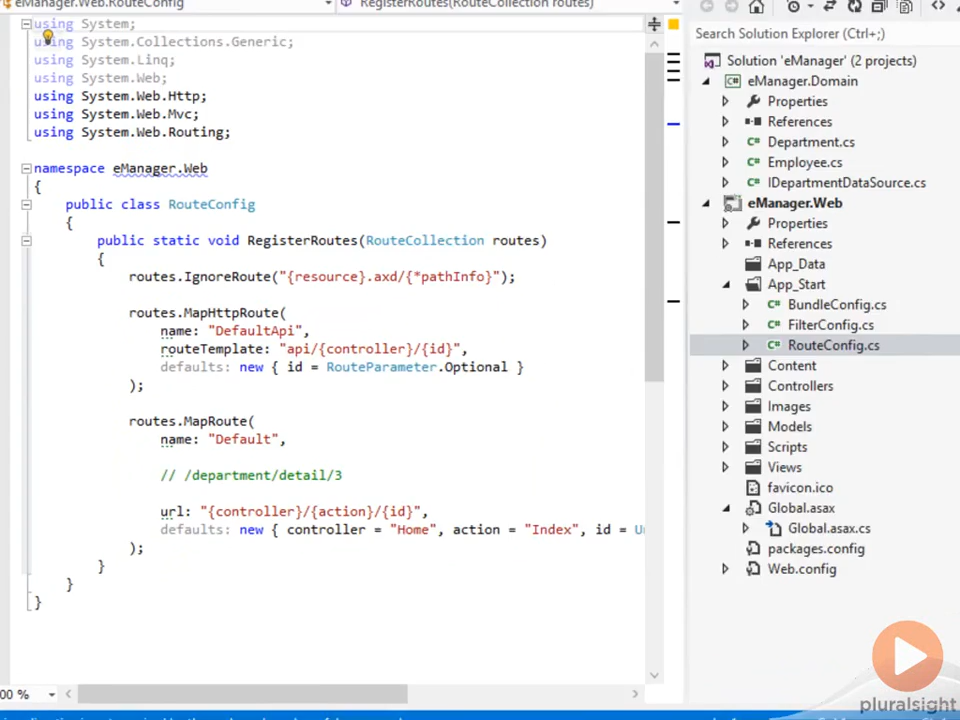 eManager.Web.RouteConfig
RegisterRoutes(RouteCollection routes)
using System;
using System.Collections.Generic;
using System.Linq;
using System.Web;
using System.Web.Http;
using System.Web.Mvc;
using System.Web.Routing;
namespace eManager.Web
{
public class RouteConfig
{
public static void RegisterRoutes(RouteCollection routes)
{
routes.IgnoreRoute("{resource}.axd/{*pathInfo}");
routes.MapHttpRoute(
name: "DefaultApi",
routeTemplate: "api/{controller}/{id}",
defaults: new { id = RouteParameter.Optional }
);
routes.MapRoute(
name: "Default",
// /department/detail/3
url: "{controller}/{action}/{id}",
defaults: new { controller = "Home", action = "Index", id = U
);
}
}
}
00 %
Search Solution Explorer (Ctrl+;)
Solution 'eManager' (2 projects)
eManager.Domain
Properties
References
Department.cs
Employee.cs
IDepartmentDataSource.cs
eManager.Web
Properties
References
App_Data
App_Start
BundleConfig.cs
FilterConfig.cs
RouteConfig.cs
Content
Controllers
Images
Models
Scripts
Views
favicon.ico
Global.asax
Global.asax.cs
packages.config
Web.config
pluralsight